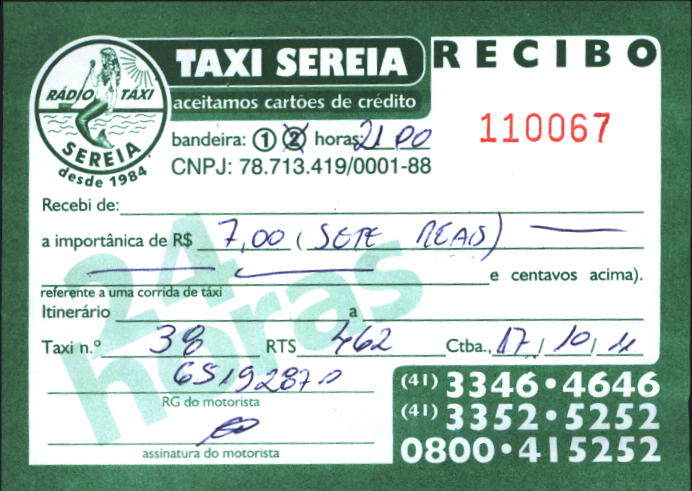 RÁDIO TÁXI
SEREIA
desde 1984
TAXI SEREIA
aceitamos cartões de crédito
RECIBO
110067
bandeira: 1 2 horas: 21 00
CNPJ: 78.713.419/0001-88
Recebi de:
a importânica de R$ 7,00 ( SETE REAIS)
e centavos acima).
referente a uma corrida de táxi
24 horas
Itinerário a
Taxi n.º 38 RTS 462 Ctba., 17 / 10 /
RG do motorista
assinatura do motorista
(41) 3346•4646
(41) 3352•5252
0800•415252